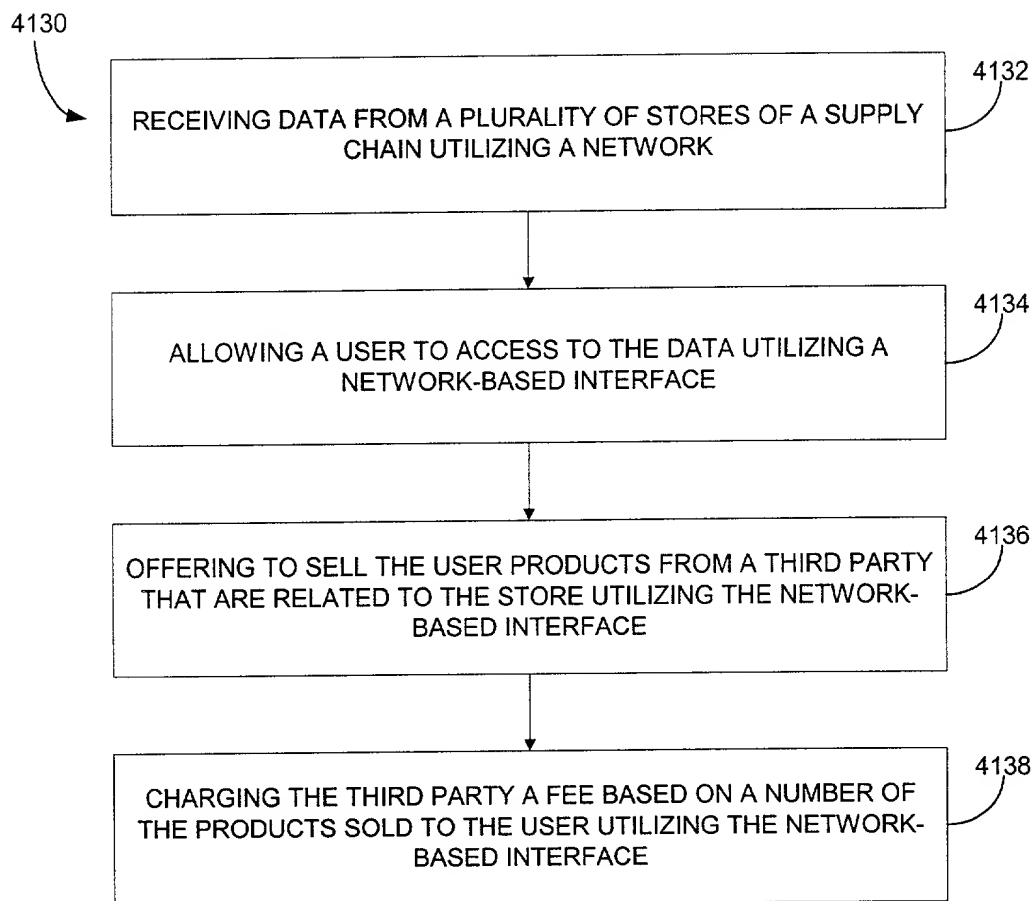 4130
4132
RECEIVING DATA FROM A PLURALITY OF STORES OF A SUPPLY
CHAIN UTILIZING A NETWORK
4134
ALLOWING A USER TO ACCESS TO THE DATA UTILIZING A
NETWORK-BASED INTERFACE
4136
OFFERING TO SELL THE USER PRODUCTS FROM A THIRD PARTY
THAT ARE RELATED TO THE STORE UTILIZING THE NETWORK-
BASED INTERFACE
4138
CHARGING THE THIRD PARTY A FEE BASED ON A NUMBER OF
THE PRODUCTS SOLD TO THE USER UTILIZING THE NETWORK-
BASED INTERFACE